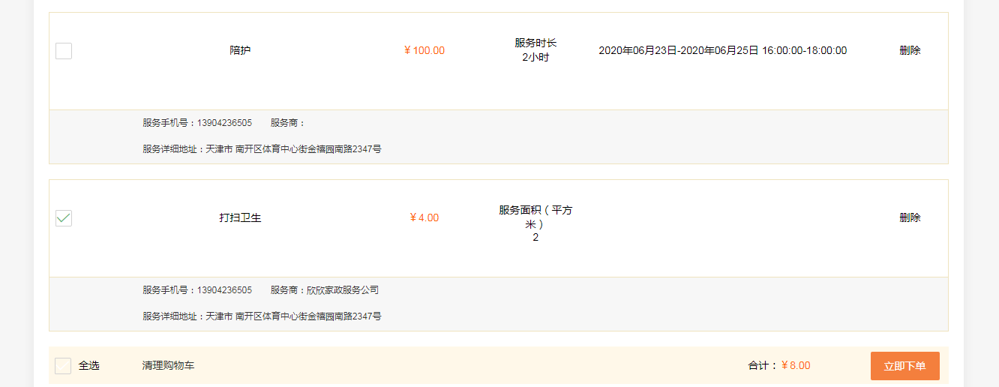 陪护 ￥100.00 服务时长 2020年06月23日-2020年06月25日 16:00:00-18:00:00 删除
2小时
服务手机号：13904236505 服务商：
服务详细地址：天津市 南开区体育中心街金禧园南路2347号
打扫卫生 ￥4.00 服务面积（平方 删除
米）
2
服务手机号：13904236505 服务商：欣欣家政服务公司
服务详细地址：天津市 南开区体育中心街金禧园南路2347号
全选 清理购物车 合计：￥8.00 立即下单